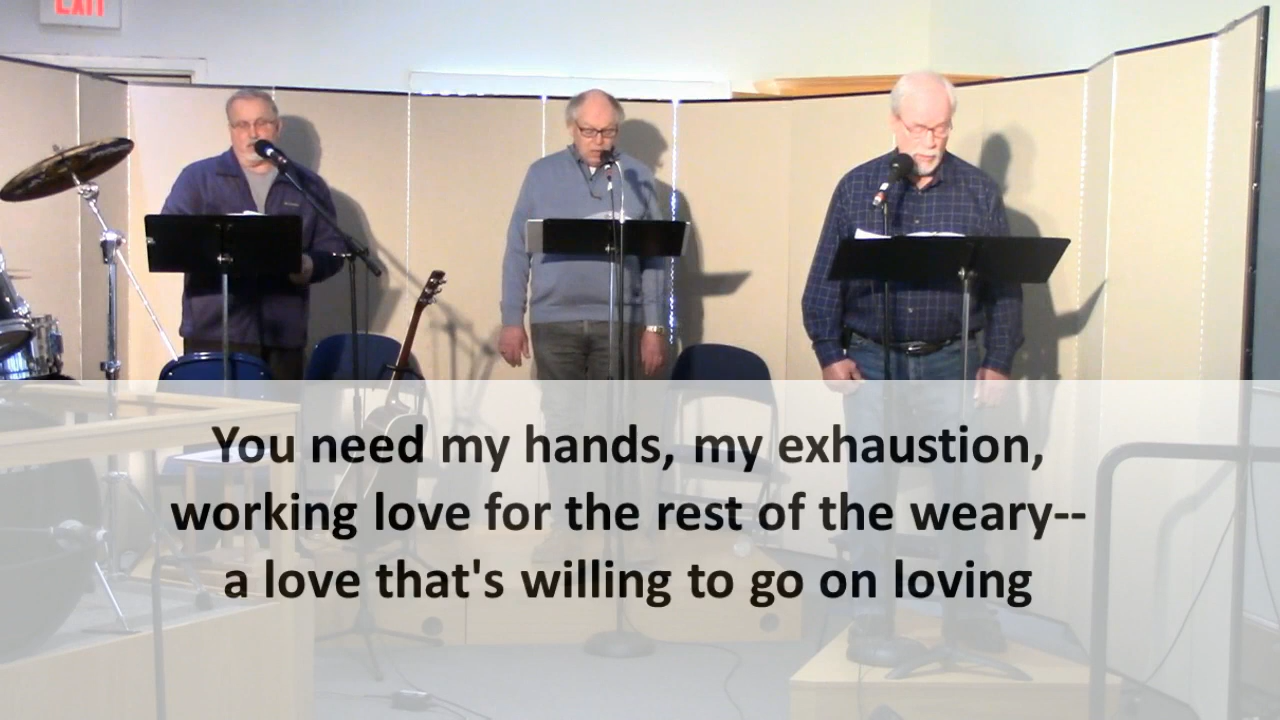 EXIT
You need my hands, my exhaustion,
working love for the rest of the weary--
a love that's willing to go on loving